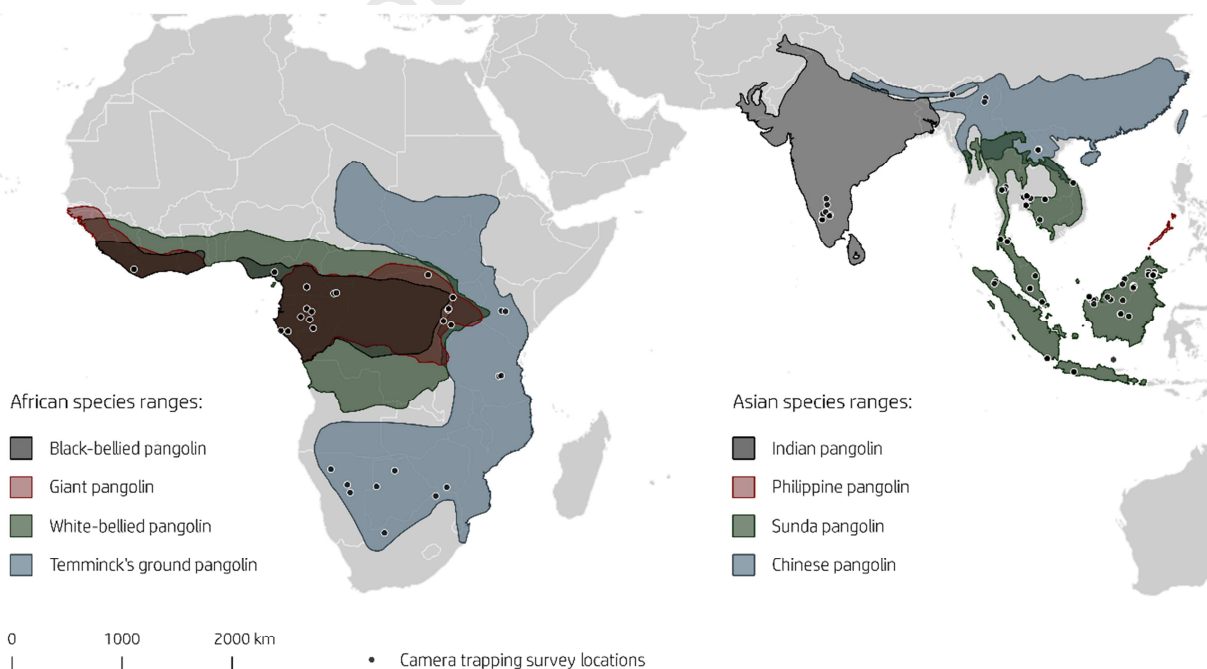 African species ranges:
Black-bellied pangolin
Giant pangolin
White-bellied pangolin
Temminck's ground pangolin
Asian species ranges:
Indian pangolin
Philippine pangolin
Sunda pangolin
Chinese pangolin
0 1000 2000 km
Camera trapping survey locations